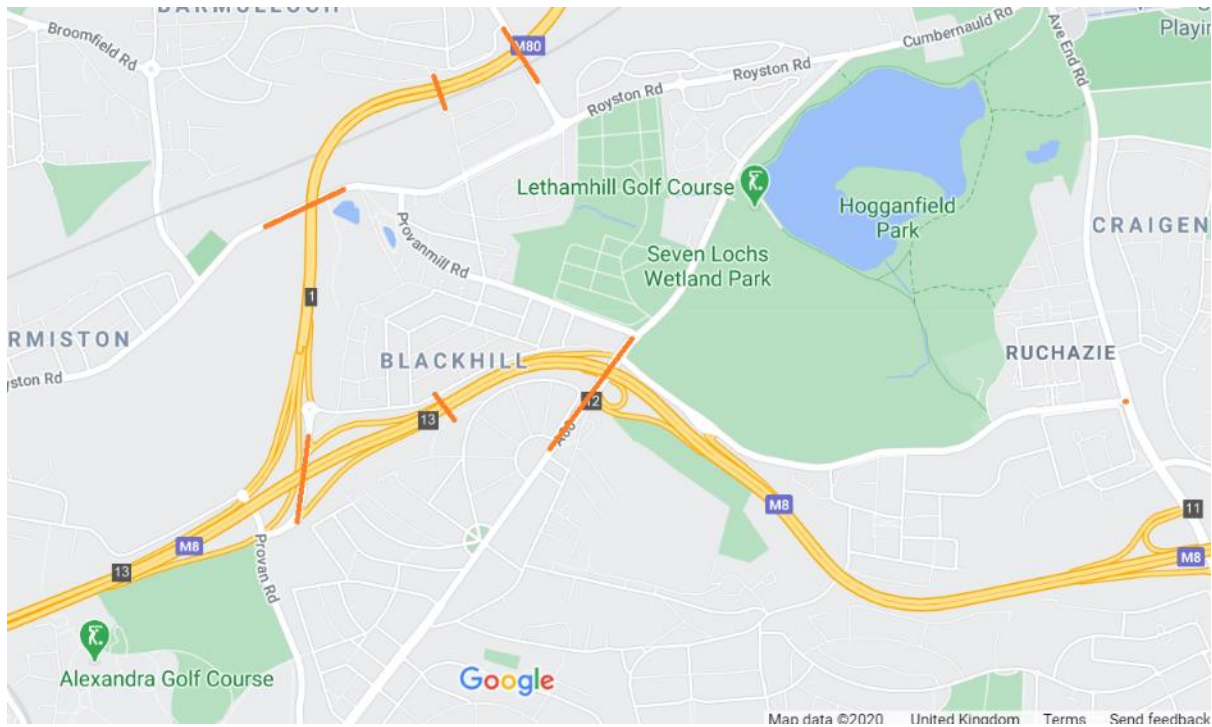 Broomfield Rd
M80
Cumbernauld Rd
Ave End Rd
Royston Rd
Royston Rd
Lethamhill Golf Course
Hogganfield
Park
CRAIGEN
Provanmill Rd
Seven Lochs
Wetland Park
1
RMISTON
BLACKHILL
RUCHAZIE
yston Rd
12
13
M8
11
M8
M8
13
Provan Rd
Alexandra Golf Course
Google
Map data ©2020 United Kingdom Terms Send feedback